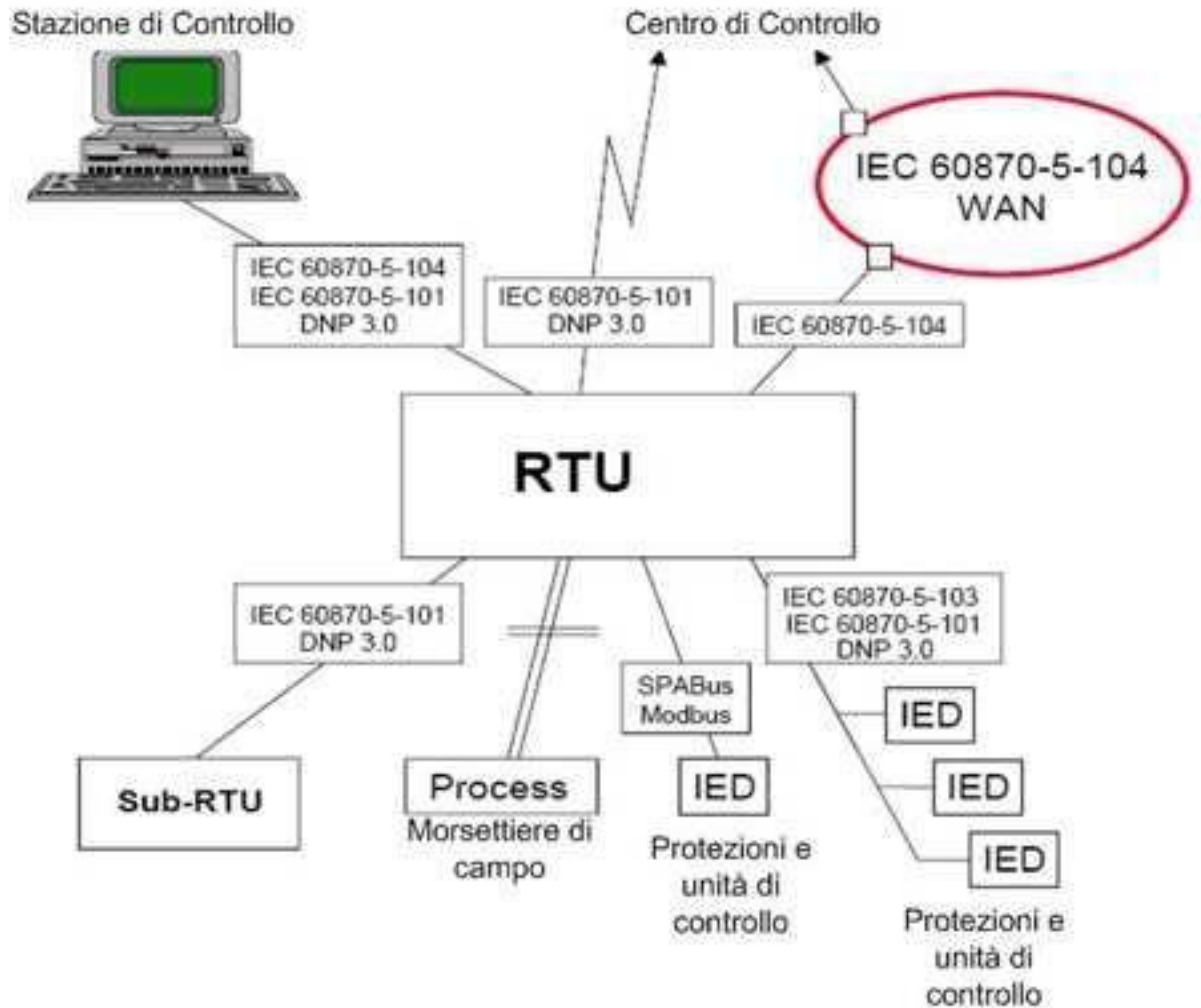 Stazione di Controllo
Centro di Controllo
IEC 60870-5-104
WAN
IEC 60870-5-104
IEC 60870-5-101
DNP 3.0
IEC 60870-5-101
DNP 3.0
IEC 60870-5-104
RTU
IEC 60870-5-101
DNP 3.0
IEC 60870-5-103
IEC 60870-5-101
DNP 3.0
SPABus
Modbus
IED
IED
IED
Sub-RTU
Process
Morsettiere di
campo
IED
Protezioni e
unità di
controllo
Protezioni e
unità di
controllo